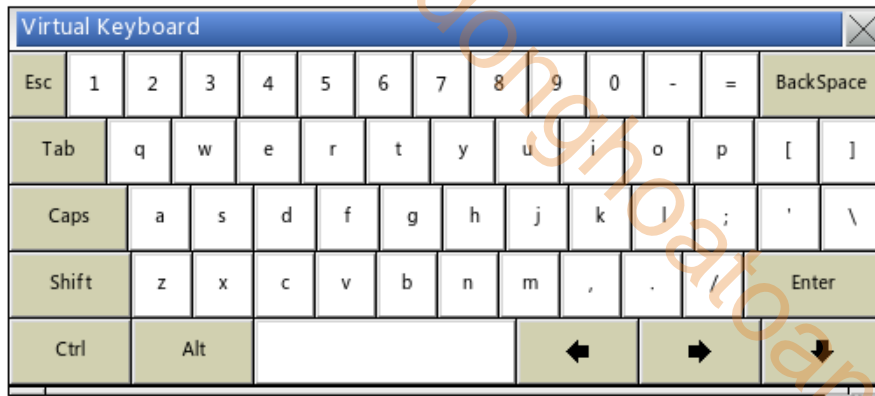 Virtual Keyboard
Esc 1 2 3 4 5 6 7 8 9 0 - = BackSpace
Tab q w e r t y u i o p [ ]
Caps a s d f g h j k l ; ' \
Shift z x c v b n m , . / Enter
Ctrl Alt
donghoatoan